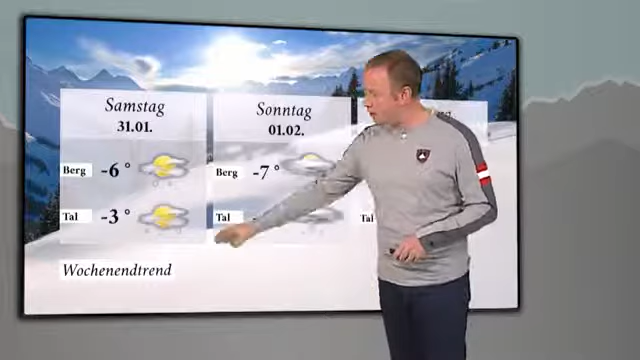 Samstag
31.01.
Berg -6°
Tal -3°
Sonntag
01.02.
Berg -7°
Tal
Tal
Wochenendtrend